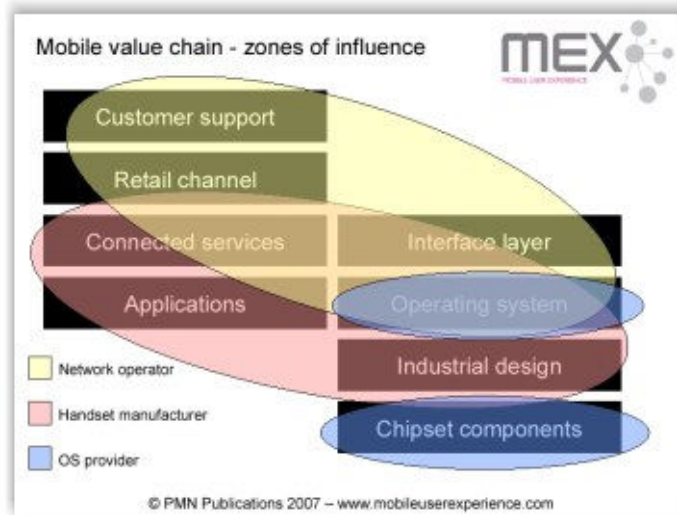 Mobile value chain - zones of influence
MEX
MOBILE USER EXPERIENCE
Customer support
Retail channel
Connected services
Interface layer
Applications
Operating system
Industrial design
Chipset components
Network operator
Handset manufacturer
OS provider
© PMN Publications 2007 – www.mobileuserexperience.com